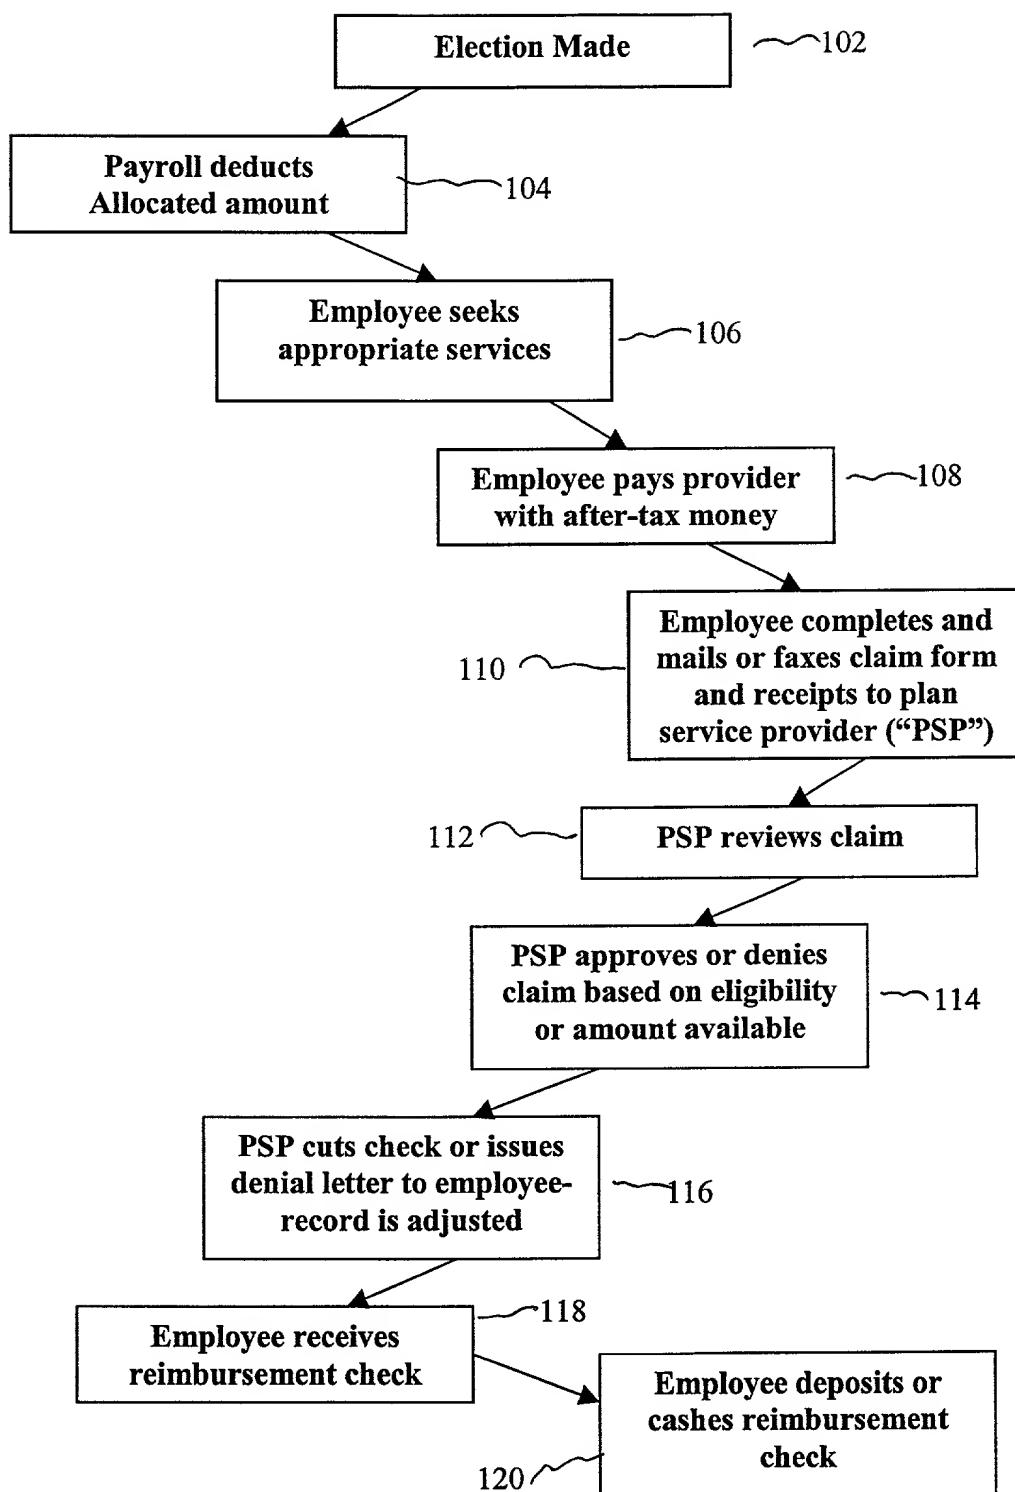 Election Made
102
Payroll deducts
Allocated amount
104
Employee seeks
appropriate services
106
Employee pays provider
with after-tax money
108
Employee completes and
mails or faxes claim form
and receipts to plan
service provider (“PSP”)
110
PSP reviews claim
112
PSP approves or denies
claim based on eligibility
or amount available
114
PSP cuts check or issues
denial letter to employee-
record is adjusted
116
Employee receives
reimbursement check
118
Employee deposits or
cashes reimbursement
check
120